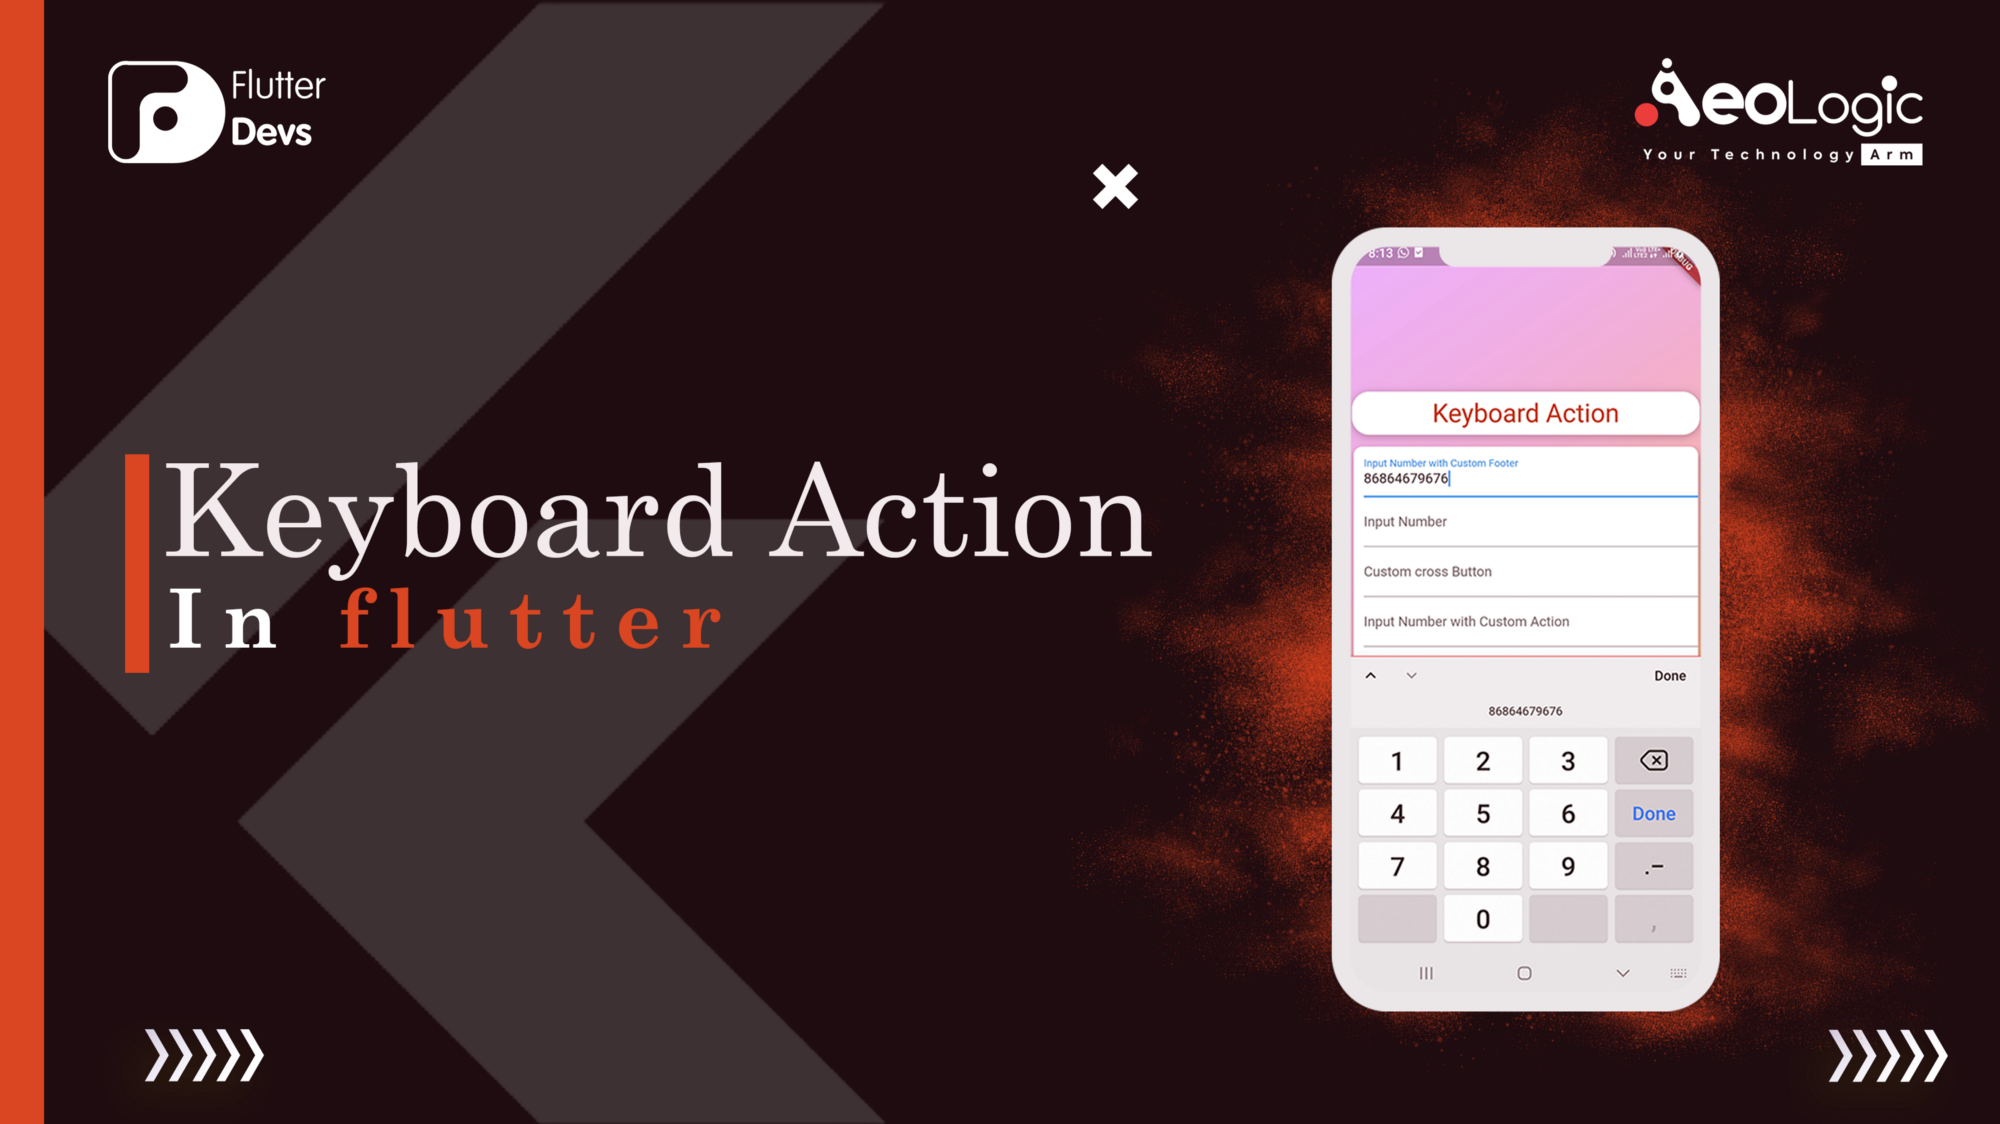 Flutter
Devs
AeoLogic
Your Technology Arm
Keyboard Action
In flutter
8:13
Keyboard Action
Input Number with Custom Footer
86864679676
Input Number
Custom cross Button
Input Number with Custom Action
Done
86864679676
1 2 3
4 5 6 Done
7 8 9 .-
0 ,